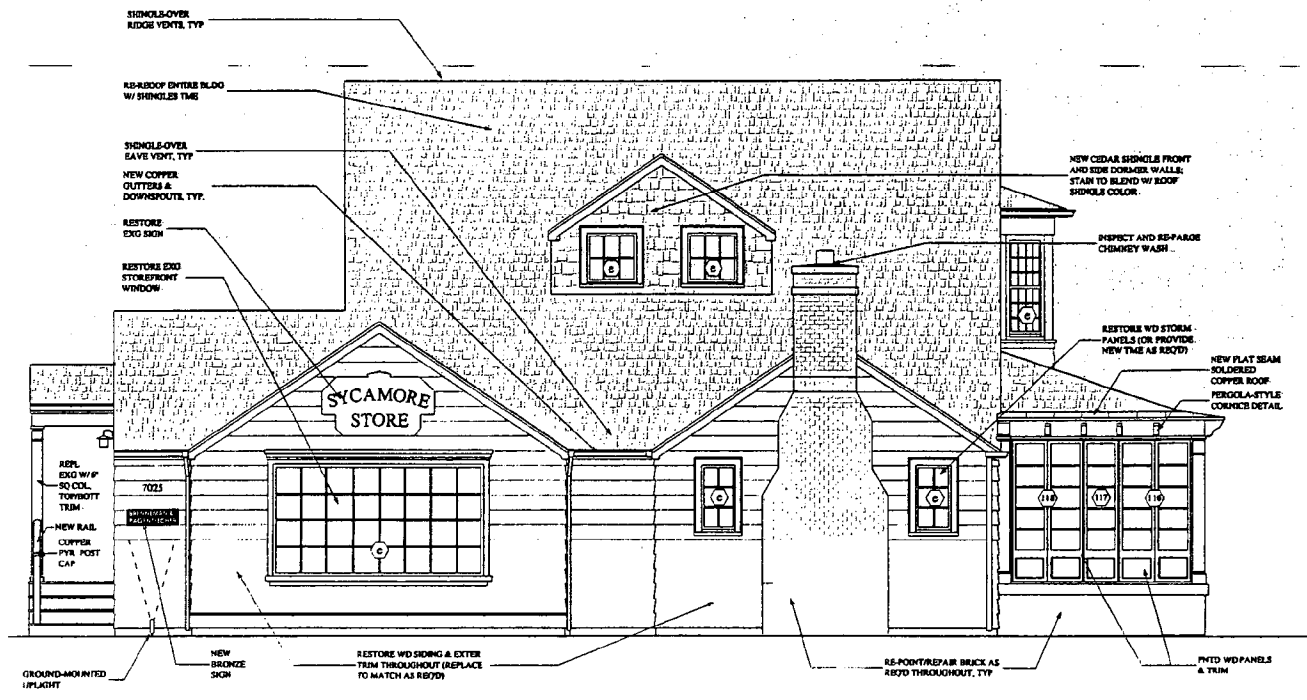 SHINGLE-OVER
RIDGE VENTS, TYP
RE-ROOF ENTIRE BLDG
W/ SHINGLES TME
SHINGLE-OVER
EAVE VENT, TYP
NEW COPPER
GUTTERS &
DOWNSPOUTS, TYP.
RESTORE
EXG SIGN
RESTORE EXG
STOREFRONT
WINDOW
NEW CEDAR SHINGLE FRONT
AND SIDE DORMER WALLS;
STAIN TO BLEND W/ ROOF
SHINGLE COLOR
INSPECT AND RE-PARGE
CHIMNEY WASH
RESTORE WD STORM
PANELS (OR PROVIDE
NEW TME AS REQ'D)
NEW FLAT SEAM
SOLDERED
COPPER ROOF
PERGOLA-STYLE
CORNICE DETAIL
E
E
E
SYCAMORE
STORE
REPL
EXG W/ 6"
SQ COL,
TOP/BOTT
TRIM
NEW RAIL
COPPER
PYR POST
CAP
7025
E
E
E
118
117
116
GROUND-MOUNTED
UPLIGHT
NEW
BRONZE
SIGN
RESTORE WD SIDING & EXTER
TRIM THROUGHOUT (REPLACE
TO MATCH AS REQ'D)
RE-POINT/REPAIR BRICK AS
REQ'D THROUGHOUT, TYP
PNTD WD PANELS
& TRIM